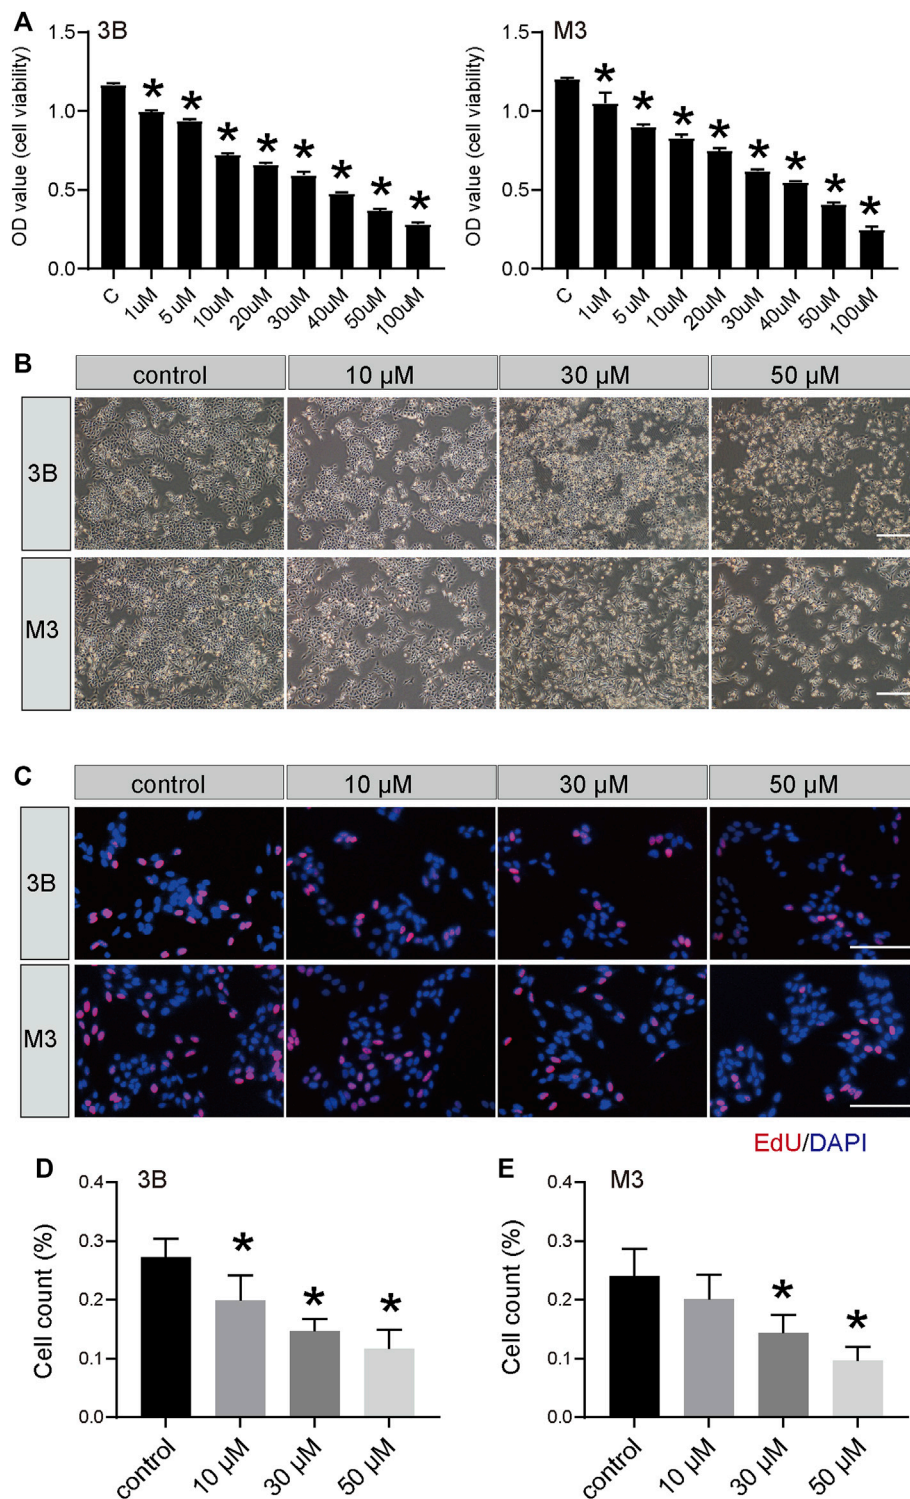 A
3B
OD value (cell viability)
1.5
1.0
0.5
0.0
C
1uM
5 uM
10uM
20uM
30uM
40uM
50uM
100uM
M3
OD value (cell viability)
1.5
1.0
0.5
0.0
C
1uM
5 uM
10uM
20uM
30uM
40uM
50uM
100uM
* * * * * * * *
* * * * * * * *
B
control 10 µM 30 µM 50 µM
3B
M3
C
control 10 µM 30 µM 50 µM
3B
M3
EdU/DAPI
D
3B
Cell count (%)
0.4
0.3
0.2
0.1
0.0
* * *
control
10 µM
30 µM
50 µM
E
M3
Cell count (%)
0.4
0.3
0.2
0.1
0.0
* *
control
10 µM
30 µM
50 µM